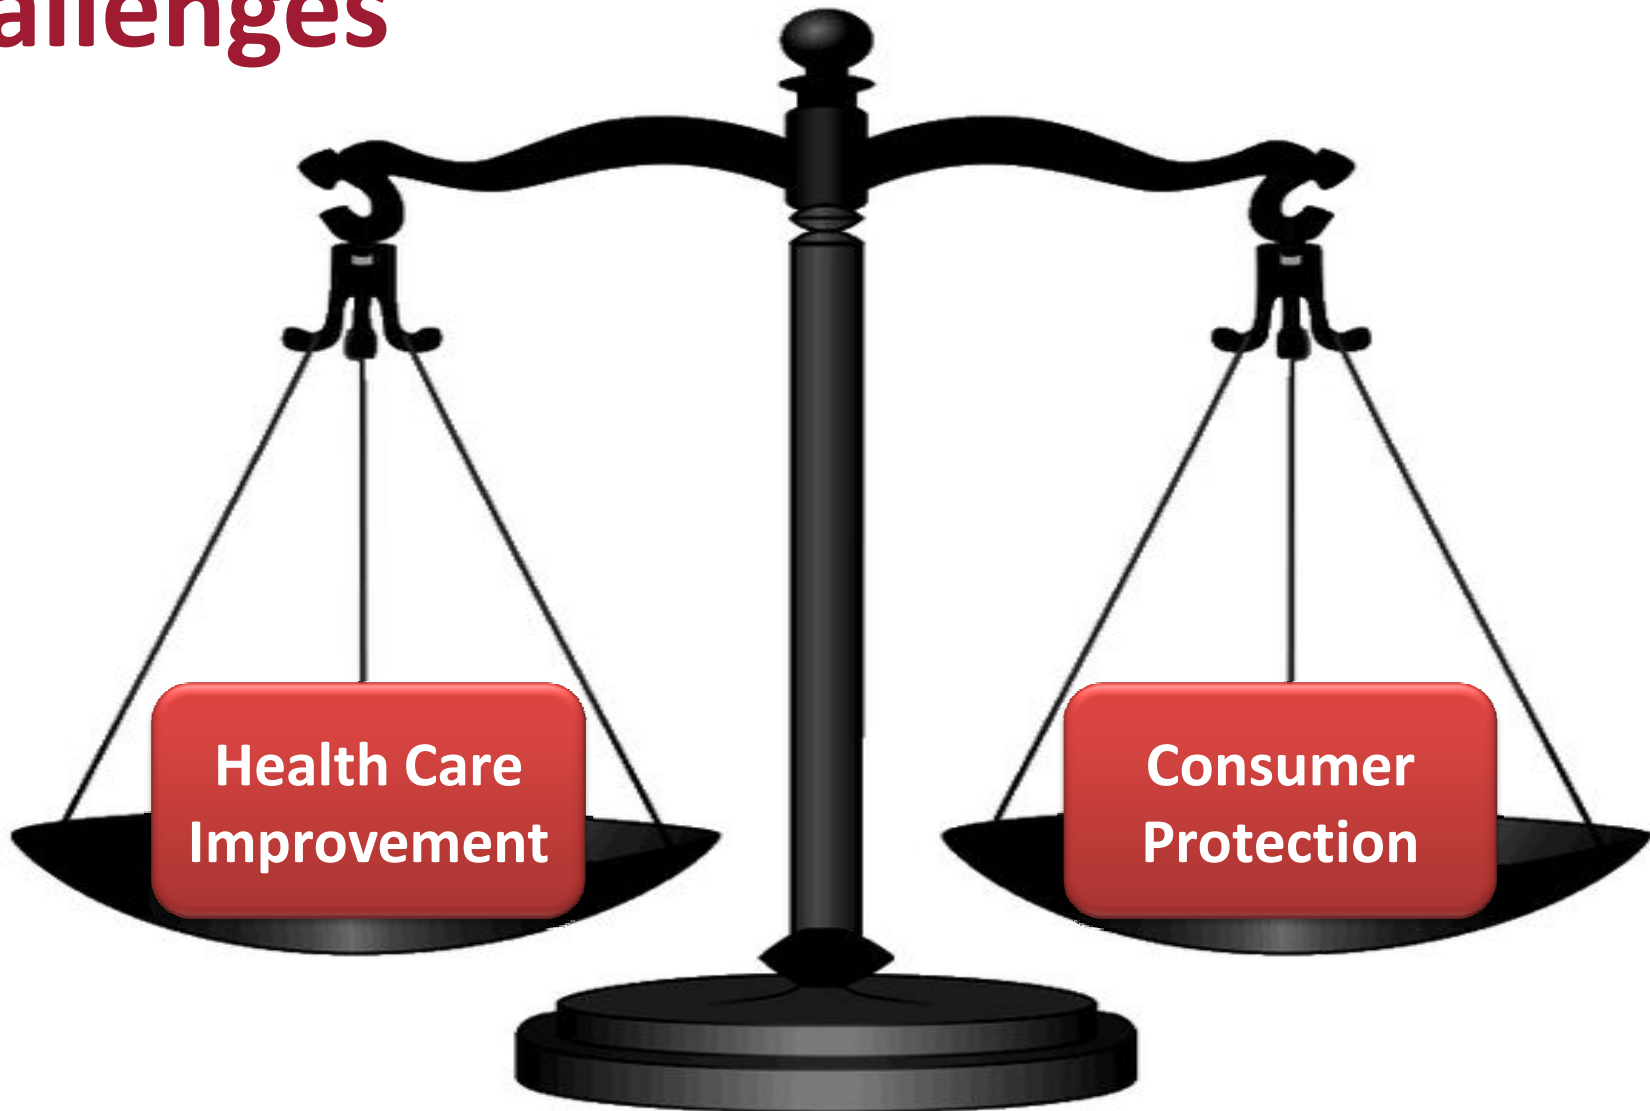 allenges
Health Care
Improvement
Consumer
Protection